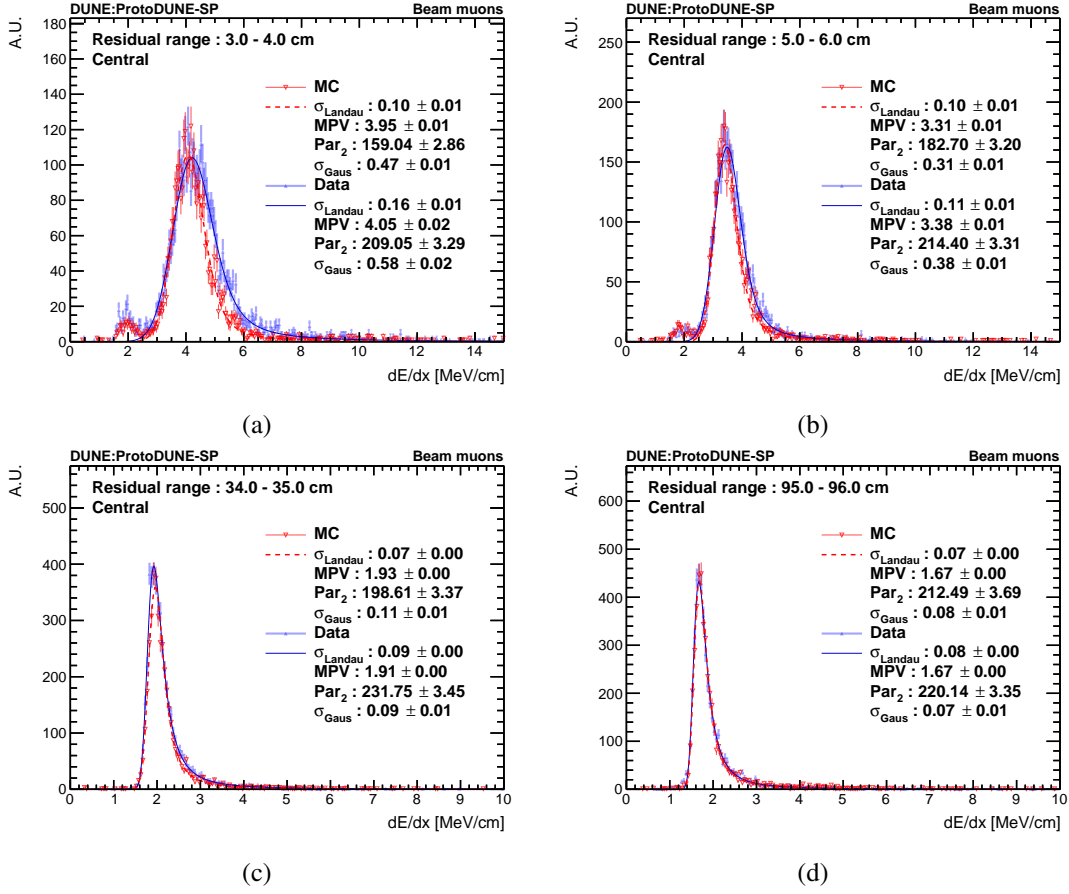 DUNE:ProtoDUNE-SP Beam muons
A.U.
Residual range : 3.0 - 4.0 cm
Central
MC
σLandau : 0.10 ± 0.01
MPV : 3.95 ± 0.01
Par2 : 159.04 ± 2.86
σGaus : 0.47 ± 0.01
Data
σLandau : 0.16 ± 0.01
MPV : 4.05 ± 0.02
Par2 : 209.05 ± 3.29
σGaus : 0.58 ± 0.02
180
160
140
120
100
80
60
40
20
0
0 2 4 6 8 10 12 14
dE/dx [MeV/cm]
(a)
DUNE:ProtoDUNE-SP Beam muons
A.U.
Residual range : 5.0 - 6.0 cm
Central
MC
σLandau : 0.10 ± 0.01
MPV : 3.31 ± 0.01
Par2 : 182.70 ± 3.20
σGaus : 0.31 ± 0.01
Data
σLandau : 0.11 ± 0.01
MPV : 3.38 ± 0.01
Par2 : 214.40 ± 3.31
σGaus : 0.38 ± 0.01
250
200
150
100
50
0
0 2 4 6 8 10 12 14
dE/dx [MeV/cm]
(b)
DUNE:ProtoDUNE-SP Beam muons
A.U.
Residual range : 34.0 - 35.0 cm
Central
MC
σLandau : 0.07 ± 0.00
MPV : 1.93 ± 0.00
Par2 : 198.61 ± 3.37
σGaus : 0.11 ± 0.01
Data
σLandau : 0.09 ± 0.00
MPV : 1.91 ± 0.00
Par2 : 231.75 ± 3.45
σGaus : 0.09 ± 0.01
500
400
300
200
100
0
0 1 2 3 4 5 6 7 8 9 10
dE/dx [MeV/cm]
(c)
DUNE:ProtoDUNE-SP Beam muons
A.U.
Residual range : 95.0 - 96.0 cm
Central
MC
σLandau : 0.07 ± 0.00
MPV : 1.67 ± 0.00
Par2 : 212.49 ± 3.69
σGaus : 0.08 ± 0.01
Data
σLandau : 0.08 ± 0.00
MPV : 1.67 ± 0.00
Par2 : 220.14 ± 3.35
σGaus : 0.07 ± 0.01
600
500
400
300
200
100
0
0 1 2 3 4 5 6 7 8 9 10
dE/dx [MeV/cm]
(d)